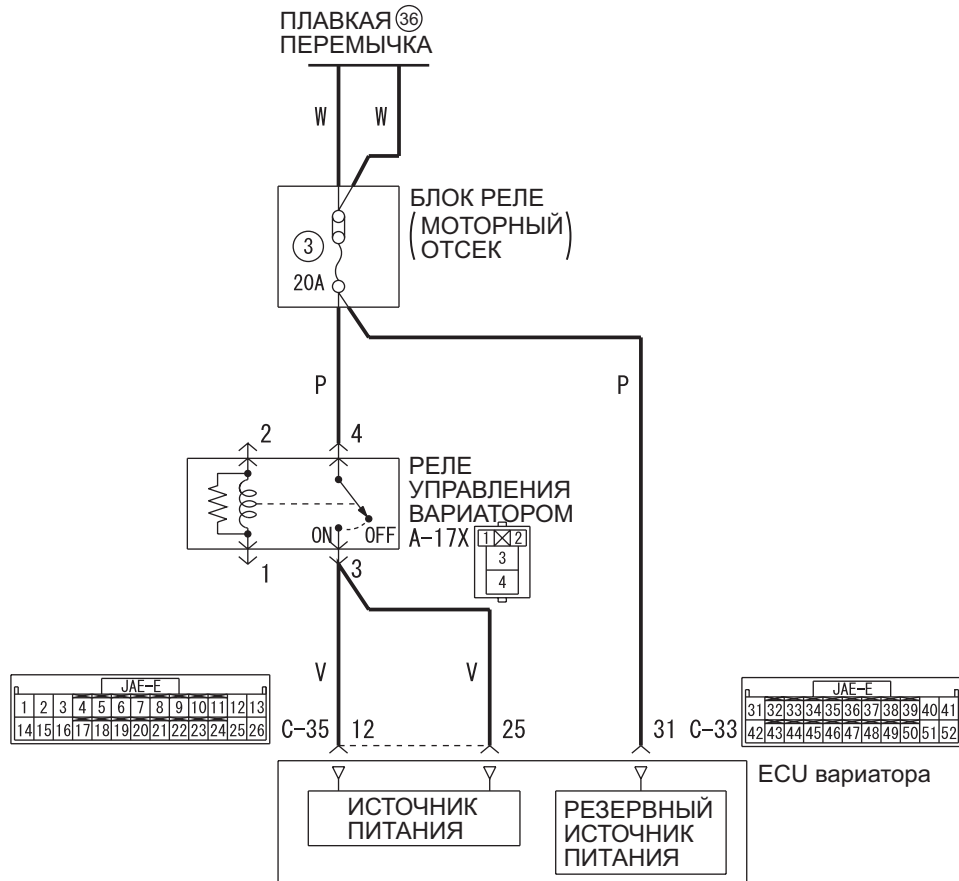 ПЛАВКАЯ 36
ПЕРЕМЫЧКА
W
W
БЛОК РЕЛЕ
(МОТОРНЫЙ
ОТСЕК)
3
20A
P
P
2
4
РЕЛЕ
УПРАВЛЕНИЯ
ВАРИАТОРОМ
ON
OFF
A-17X
1 2
3
4
1
3
V
V
JAE-E
1 2 3 4 5 6 7 8 9 10 11 12 13
14 15 16 17 18 19 20 21 22 23 24 25 26
C-35
12
25
31
C-33
JAE-E
31 32 33 34 35 36 37 38 39 40 41
42 43 44 45 46 47 48 49 50 51 52
ECU вариатора
ИСТОЧНИК
ПИТАНИЯ
РЕЗЕРВНЫЙ
ИСТОЧНИК
ПИТАНИЯ